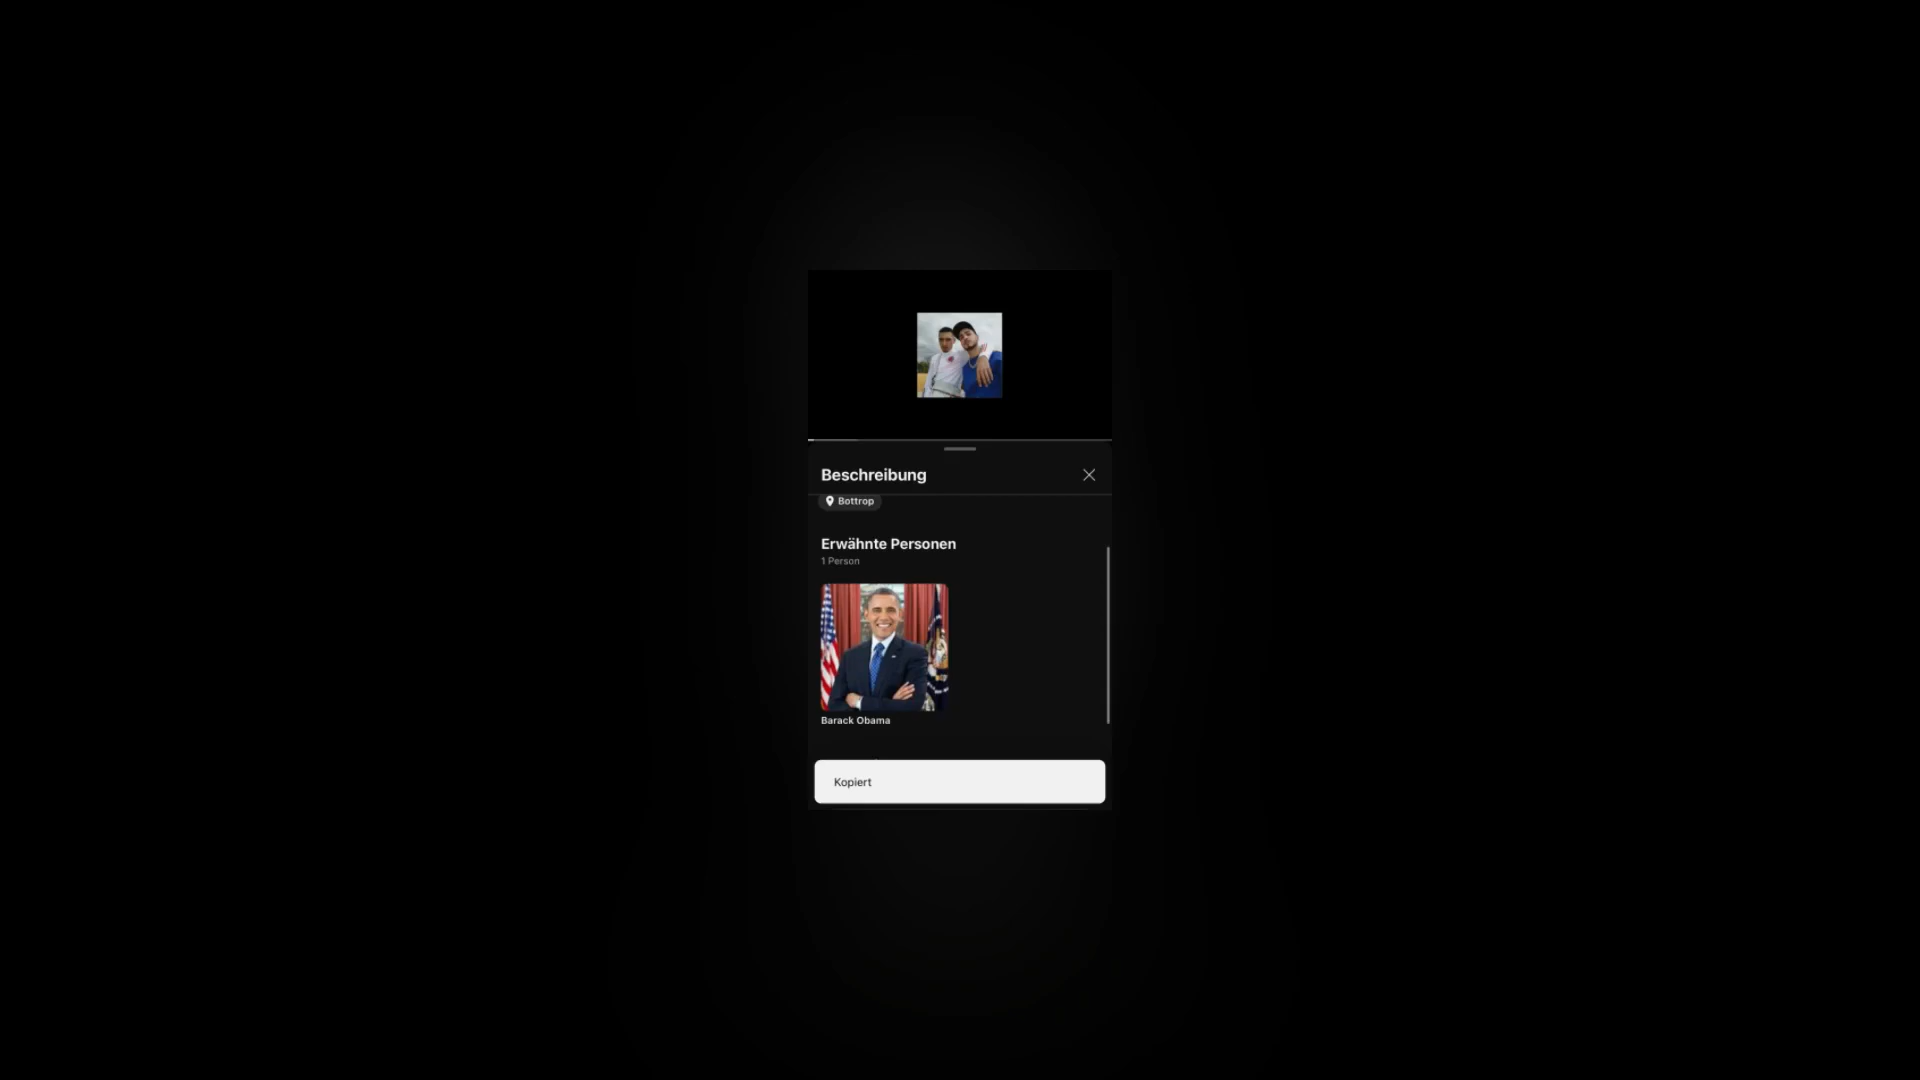 Beschreibung
Bottrop
Erwähnte Personen
1 Person
Barack Obama
Kopiert